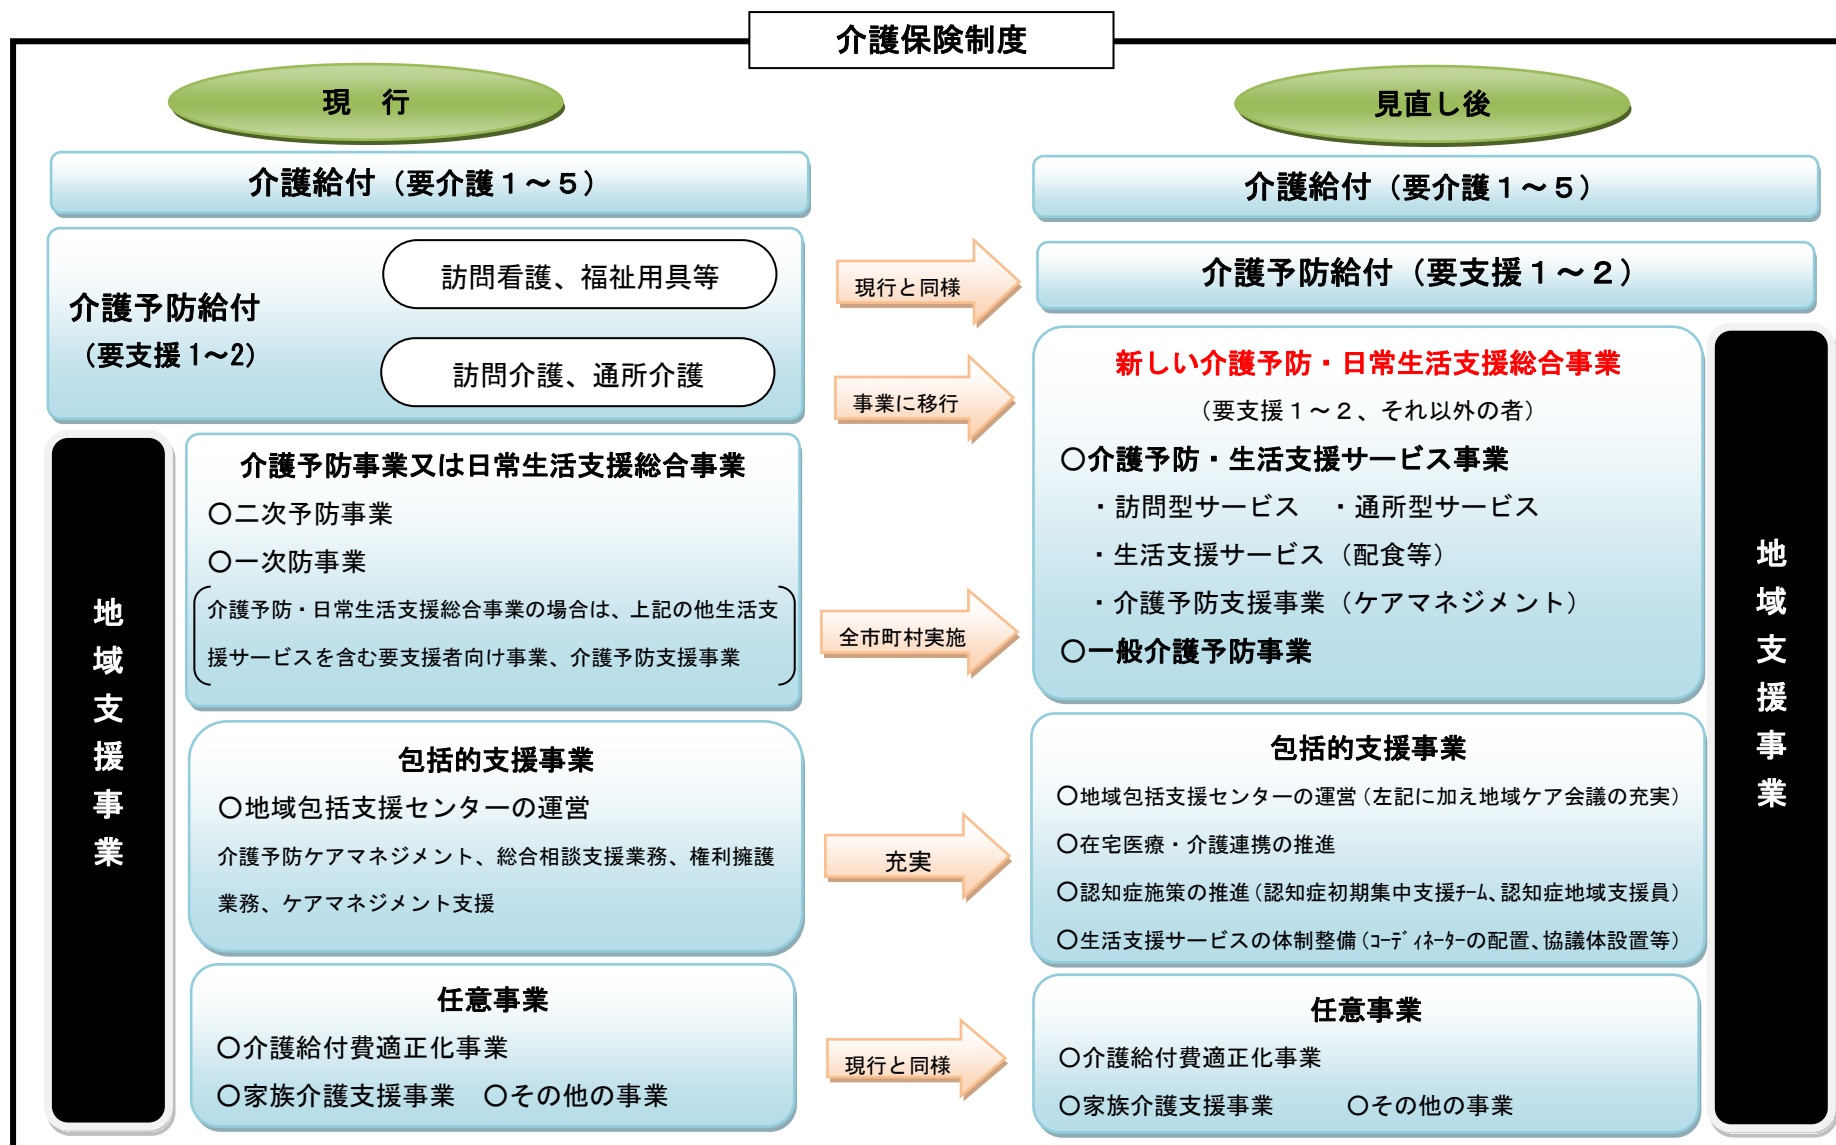 介護保険制度
現　行
見直し後
介護給付（要介護１～５）
介護予防給付
（要支援1～2）
訪問看護、福祉用具等
訪問介護、通所介護
地域支援事業
介護予防事業又は日常生活支援総合事業
〇二次予防事業
〇一次防事業
介護予防・日常生活支援総合事業の場合は、上記の他生活支
援サービスを含む要支援者向け事業、介護予防支援事業
包括的支援事業
〇地域包括支援センターの運営
介護予防ケアマネジメント、総合相談支援業務、権利擁護
業務、ケアマネジメント支援
任意事業
〇介護給付費適正化事業
〇家族介護支援事業　〇その他の事業
現行と同様
事業に移行
全市町村実施
充実
現行と同様
介護給付（要介護１～５）
介護予防給付（要支援１～２）
新しい介護予防・日常生活支援総合事業
（要支援１～２、それ以外の者）
〇介護予防・生活支援サービス事業
・訪問型サービス　・通所型サービス
・生活支援サービス（配食等）
・介護予防支援事業（ケアマネジメント）
〇一般介護予防事業
包括的支援事業
〇地域包括支援センターの運営（左記に加え地域ケア会議の充実）
〇在宅医療・介護連携の推進
〇認知症施策の推進（認知症初期集中支援ﾁｰﾑ、認知症地域支援員）
〇生活支援サービスの体制整備（ｺｰﾃﾞｨﾈｰﾀｰの配置、協議体設置等）
任意事業
〇介護給付費適正化事業
〇家族介護支援事業　　〇その他の事業
地域支援事業